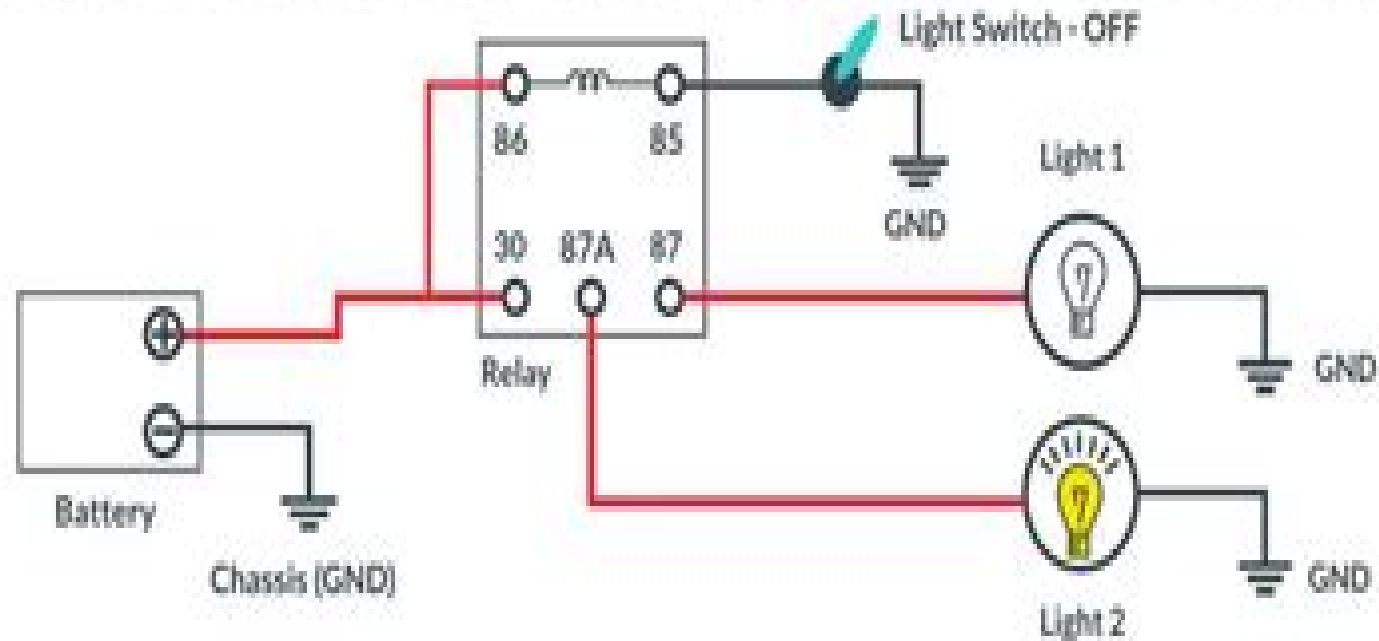 Light Switch - OFF
86
85
Light 1
GND
30
87A
87
Relay
GND
Battery
Chassis (GND)
GND
Light 2